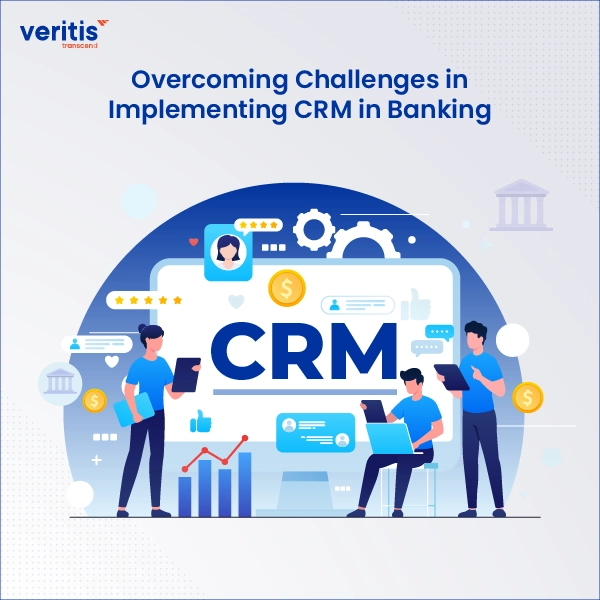 veritis
transcend
Overcoming Challenges in
Implementing CRM in Banking
$
CRM
$
$